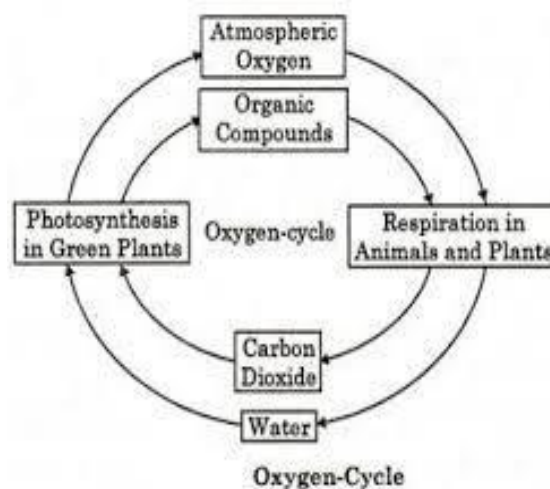 Atmospheric
Oxygen
Organic
Compounds
Photosynthesis
in Green Plants
Oxygen-cycle
Respiration in
Animals and Plants
Carbon
Dioxide
Water
Oxygen-Cycle